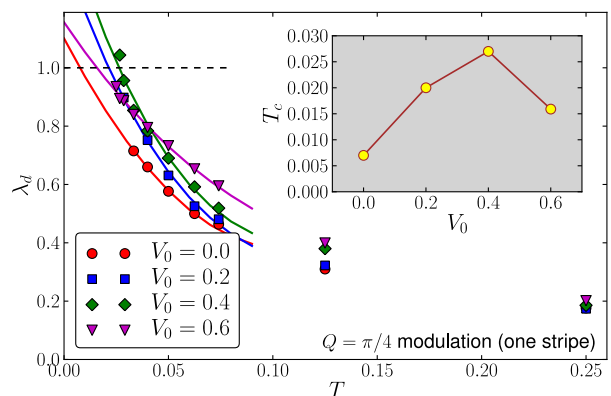 λ_d
1.0
0.8
0.6
0.4
0.2
0.0
0.00
0.05
0.10
0.15
0.20
0.25
T
V_0 = 0.0
V_0 = 0.2
V_0 = 0.4
V_0 = 0.6
Q = π/4 modulation (one stripe)
T_c
0.030
0.025
0.020
0.015
0.010
0.005
0.000
0.0
0.2
0.4
0.6
V_0